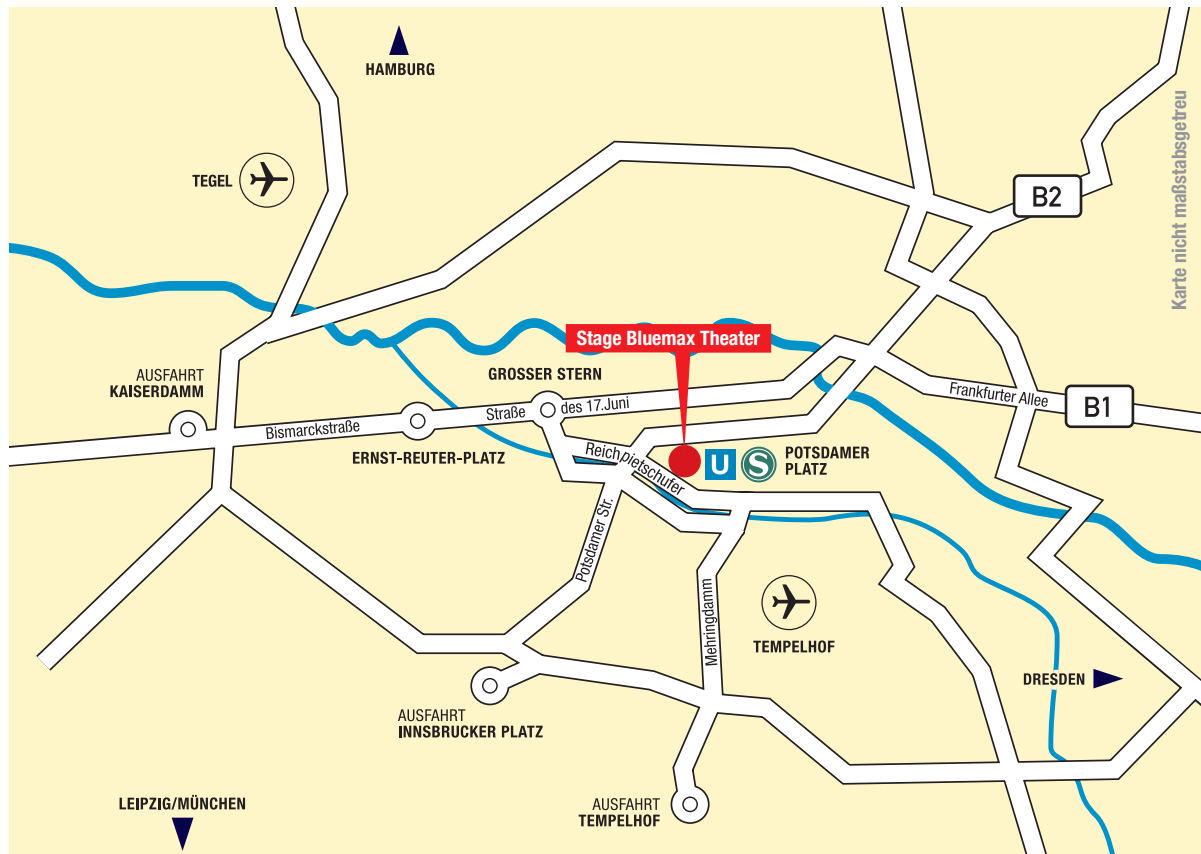 HAMBURG
Karte nicht maßstabsgetreu
TEGEL
B2
Stage Bluemax Theater
AUSFAHRT
KAISERDAMM
GROSSER STERN
Frankfurter Allee
B1
Straße des 17.Juni
Bismarckstraße
ERNST-REUTER-PLATZ
Reichpietschufer
U
S
POTSDAMER
PLATZ
Potsdamer Str.
Mehringdamm
TEMPELHOF
DRESDEN
AUSFAHRT
INNSBRUCKER PLATZ
LEIPZIG/MÜNCHEN
AUSFAHRT
TEMPELHOF